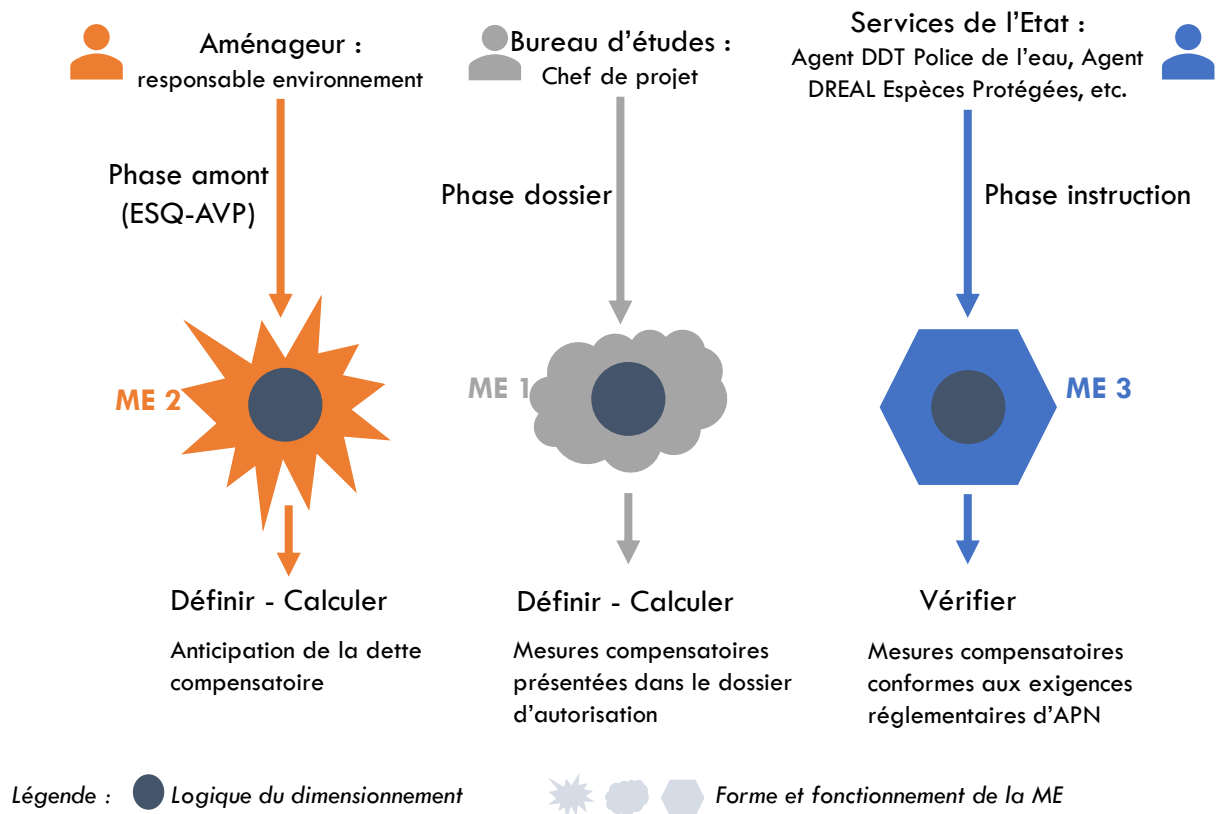 Aménageur :
responsable environnement
Bureau d'études :
Chef de projet
Services de l'Etat :
Agent DDT Police de l'eau, Agent
DREAL Espèces Protégées, etc.
Phase amont
(ESQ-AVP)
Phase dossier
Phase instruction
ME 2
ME 1
ME 3
Définir - Calculer
Anticipation de la dette
compensatoire
Définir - Calculer
Mesures compensatoires
présentées dans le dossier
d'autorisation
Vérifier
Mesures compensatoires
conformes aux exigences
réglementaires d'APN
Légende :
Logique du dimensionnement
Forme et fonctionnement de la ME